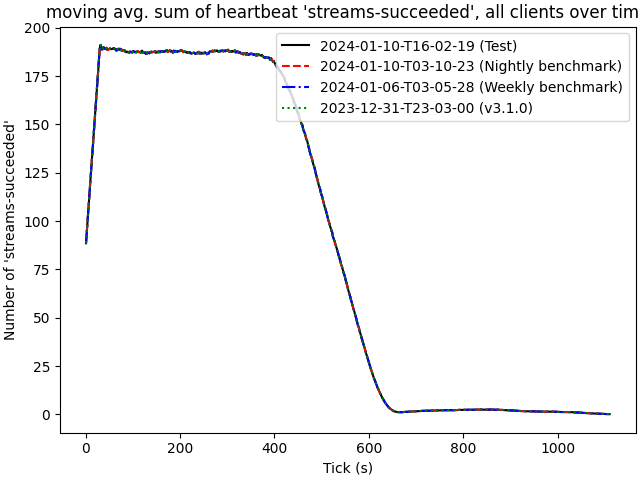 moving avg. sum of heartbeat 'streams-succeeded', all clients over tim
200
175
150
125
100
75
50
25
0
Number of 'streams-succeeded'
2024-01-10-T16-02-19 (Test)
2024-01-10-T03-10-23 (Nightly benchmark)
2024-01-06-T03-05-28 (Weekly benchmark)
2023-12-31-T23-03-00 (v3.1.0)
0 200 400 600 800 1000
Tick (s)